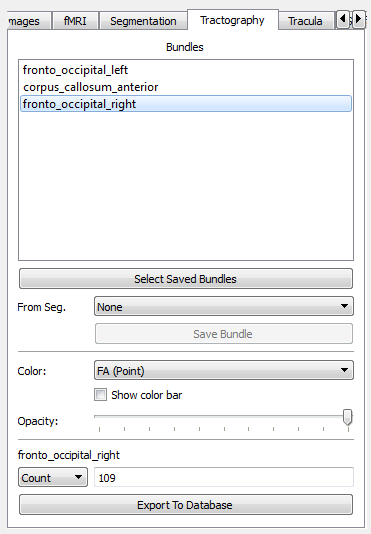 mages fMRI Segmentation Tractography Tracula
Bundles
fronto_occipital_left
corpus_callosum_anterior
fronto_occipital_right
Select Saved Bundles
From Seg. None
Save Bundle
Color: FA (Point)
Show color bar
Opacity:
fronto_occipital_right
Count 109
Export To Database